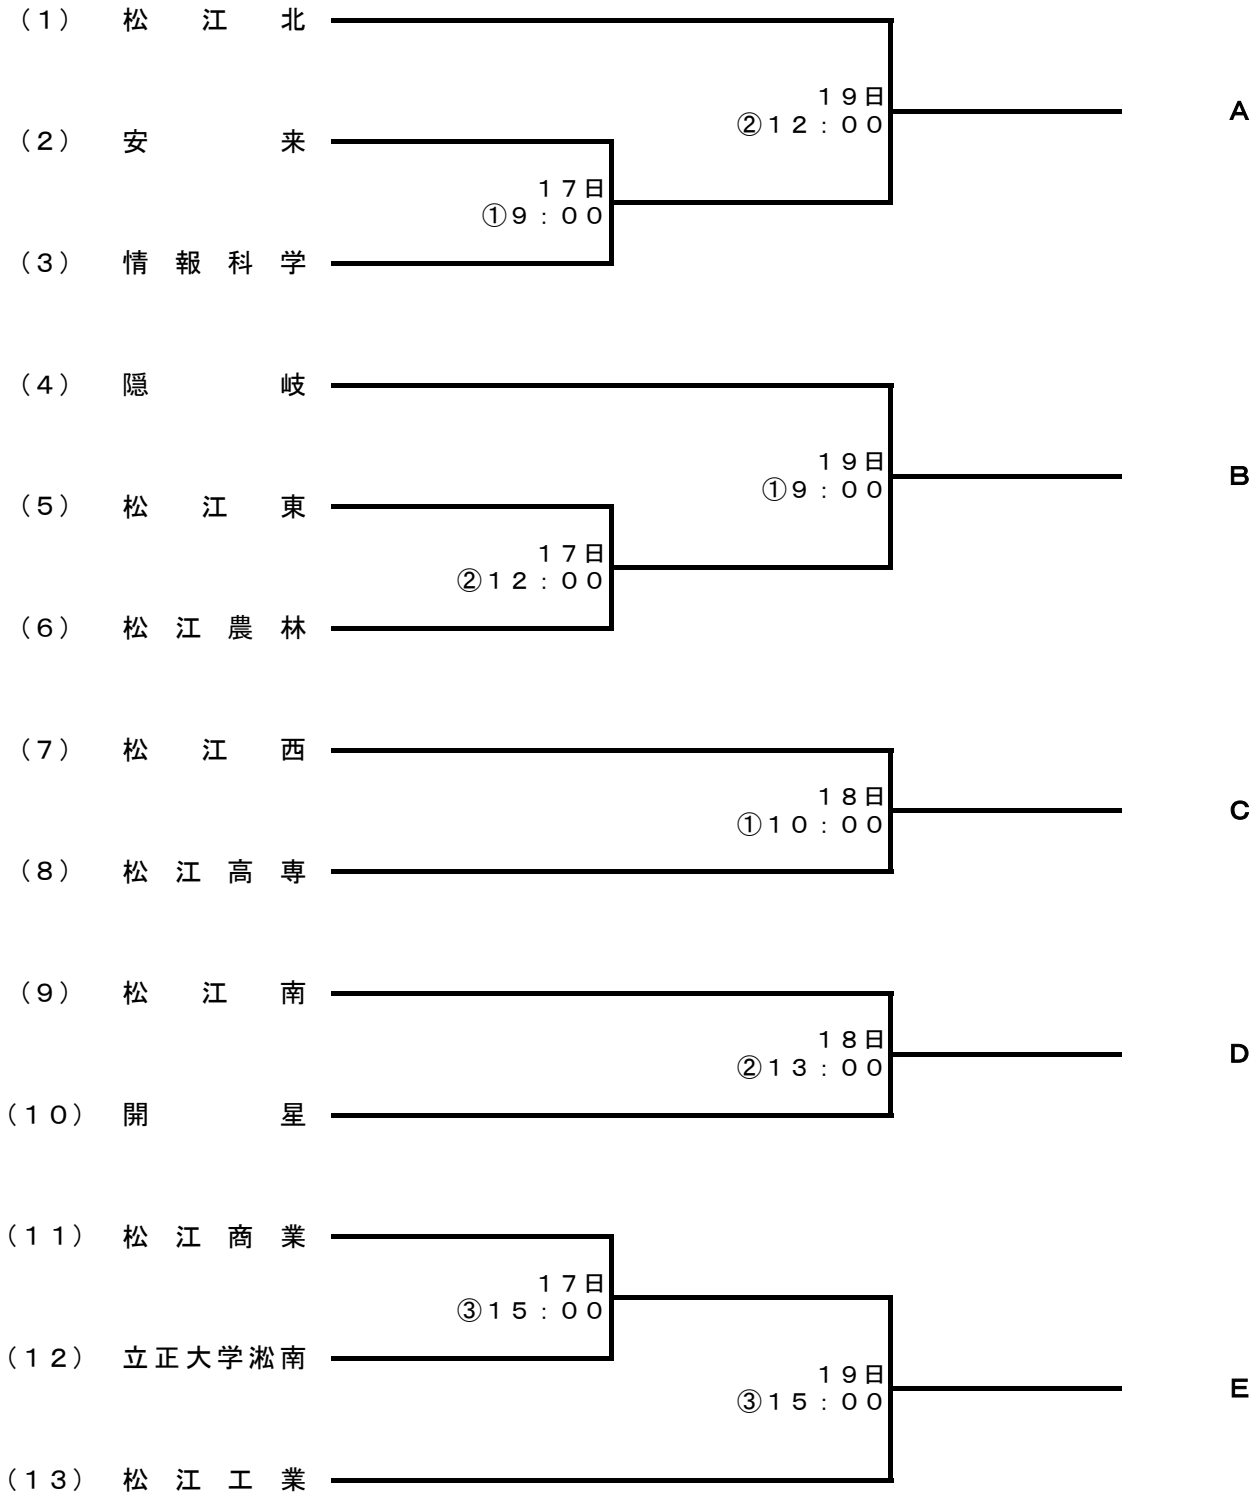 （１） 松江北
１９日
②１２：００
A
（２） 安来
１７日
①９：００
（３） 情報科学
（４） 隠岐
１９日
①９：００
B
（５） 松江東
１７日
②１２：００
（６） 松江農林
（７） 松江西
１８日
①１０：００
C
（８） 松江高専
（９） 松江南
１８日
②１３：００
D
（１０） 開星
（１１） 松江商業
１７日
③１５：００
（１２） 立正大学淞南
１９日
③１５：００
E
（１３） 松江工業